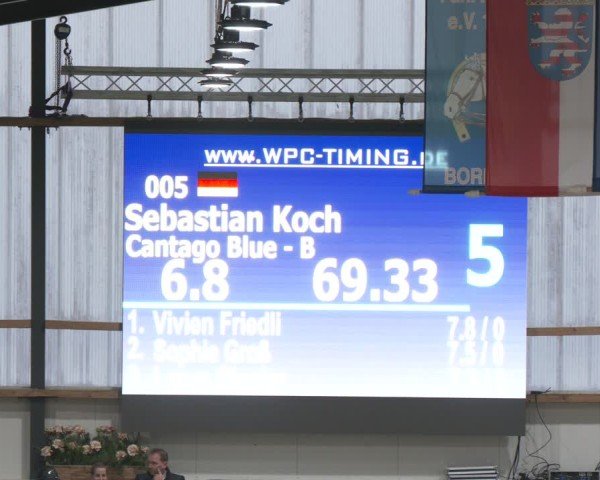 e.V. 1
BOR
www.WPC-TIMING.DE
005
Sebastian Koch
Cantago Blue - B
5
6.8 69.33
1. Vivien Friedli 7.8 / 0
2. Sophie Groß 7.5 / 0